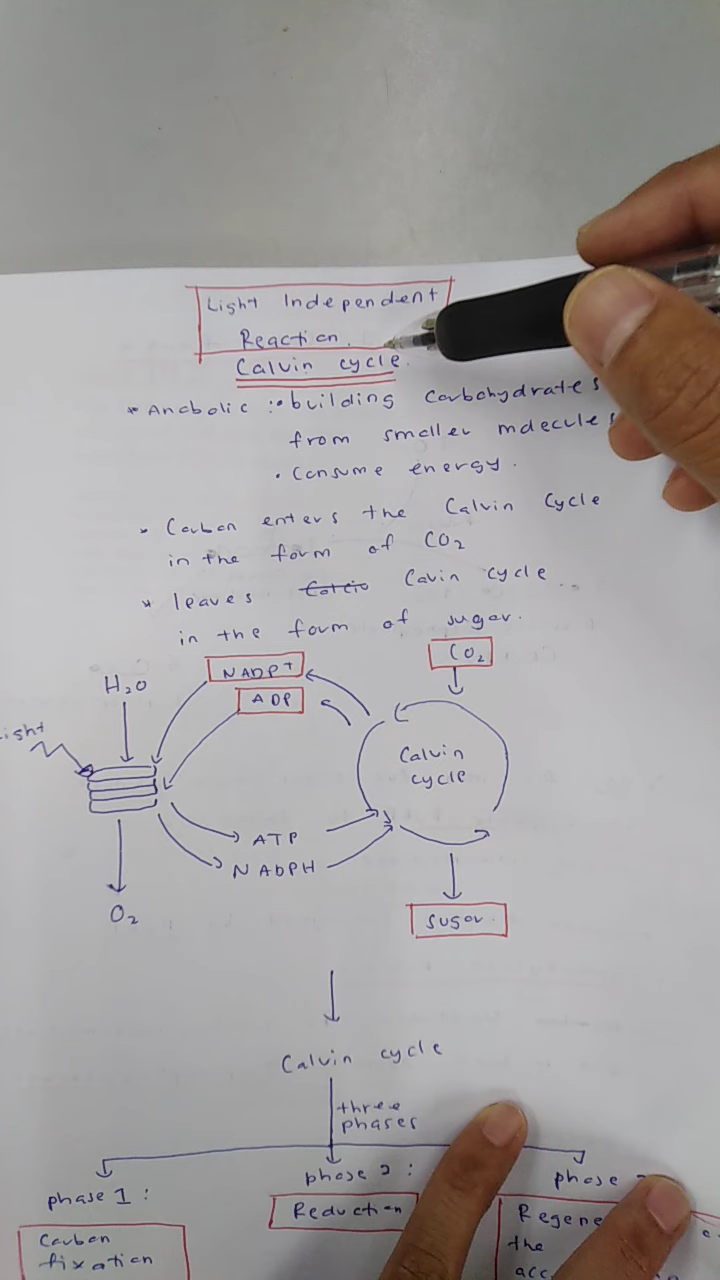 Light Independent
Reaction.
Calvin cycle.
* Anabolic : • building carbohydrates
from smaller molecules
• Consume energy.
* Carbon enters the Calvin Cycle
in the form of CO2
* leaves Cavin cycle
in the form of sugar.
NADP+
CO2
H2O
ADP
Light
Calvin
cycle
ATP
NADPH
O2
sugar.
Calvin cycle
three
phases
phase 1 :
phase 2 :
phase
Carbon
fixation
Reduction
the